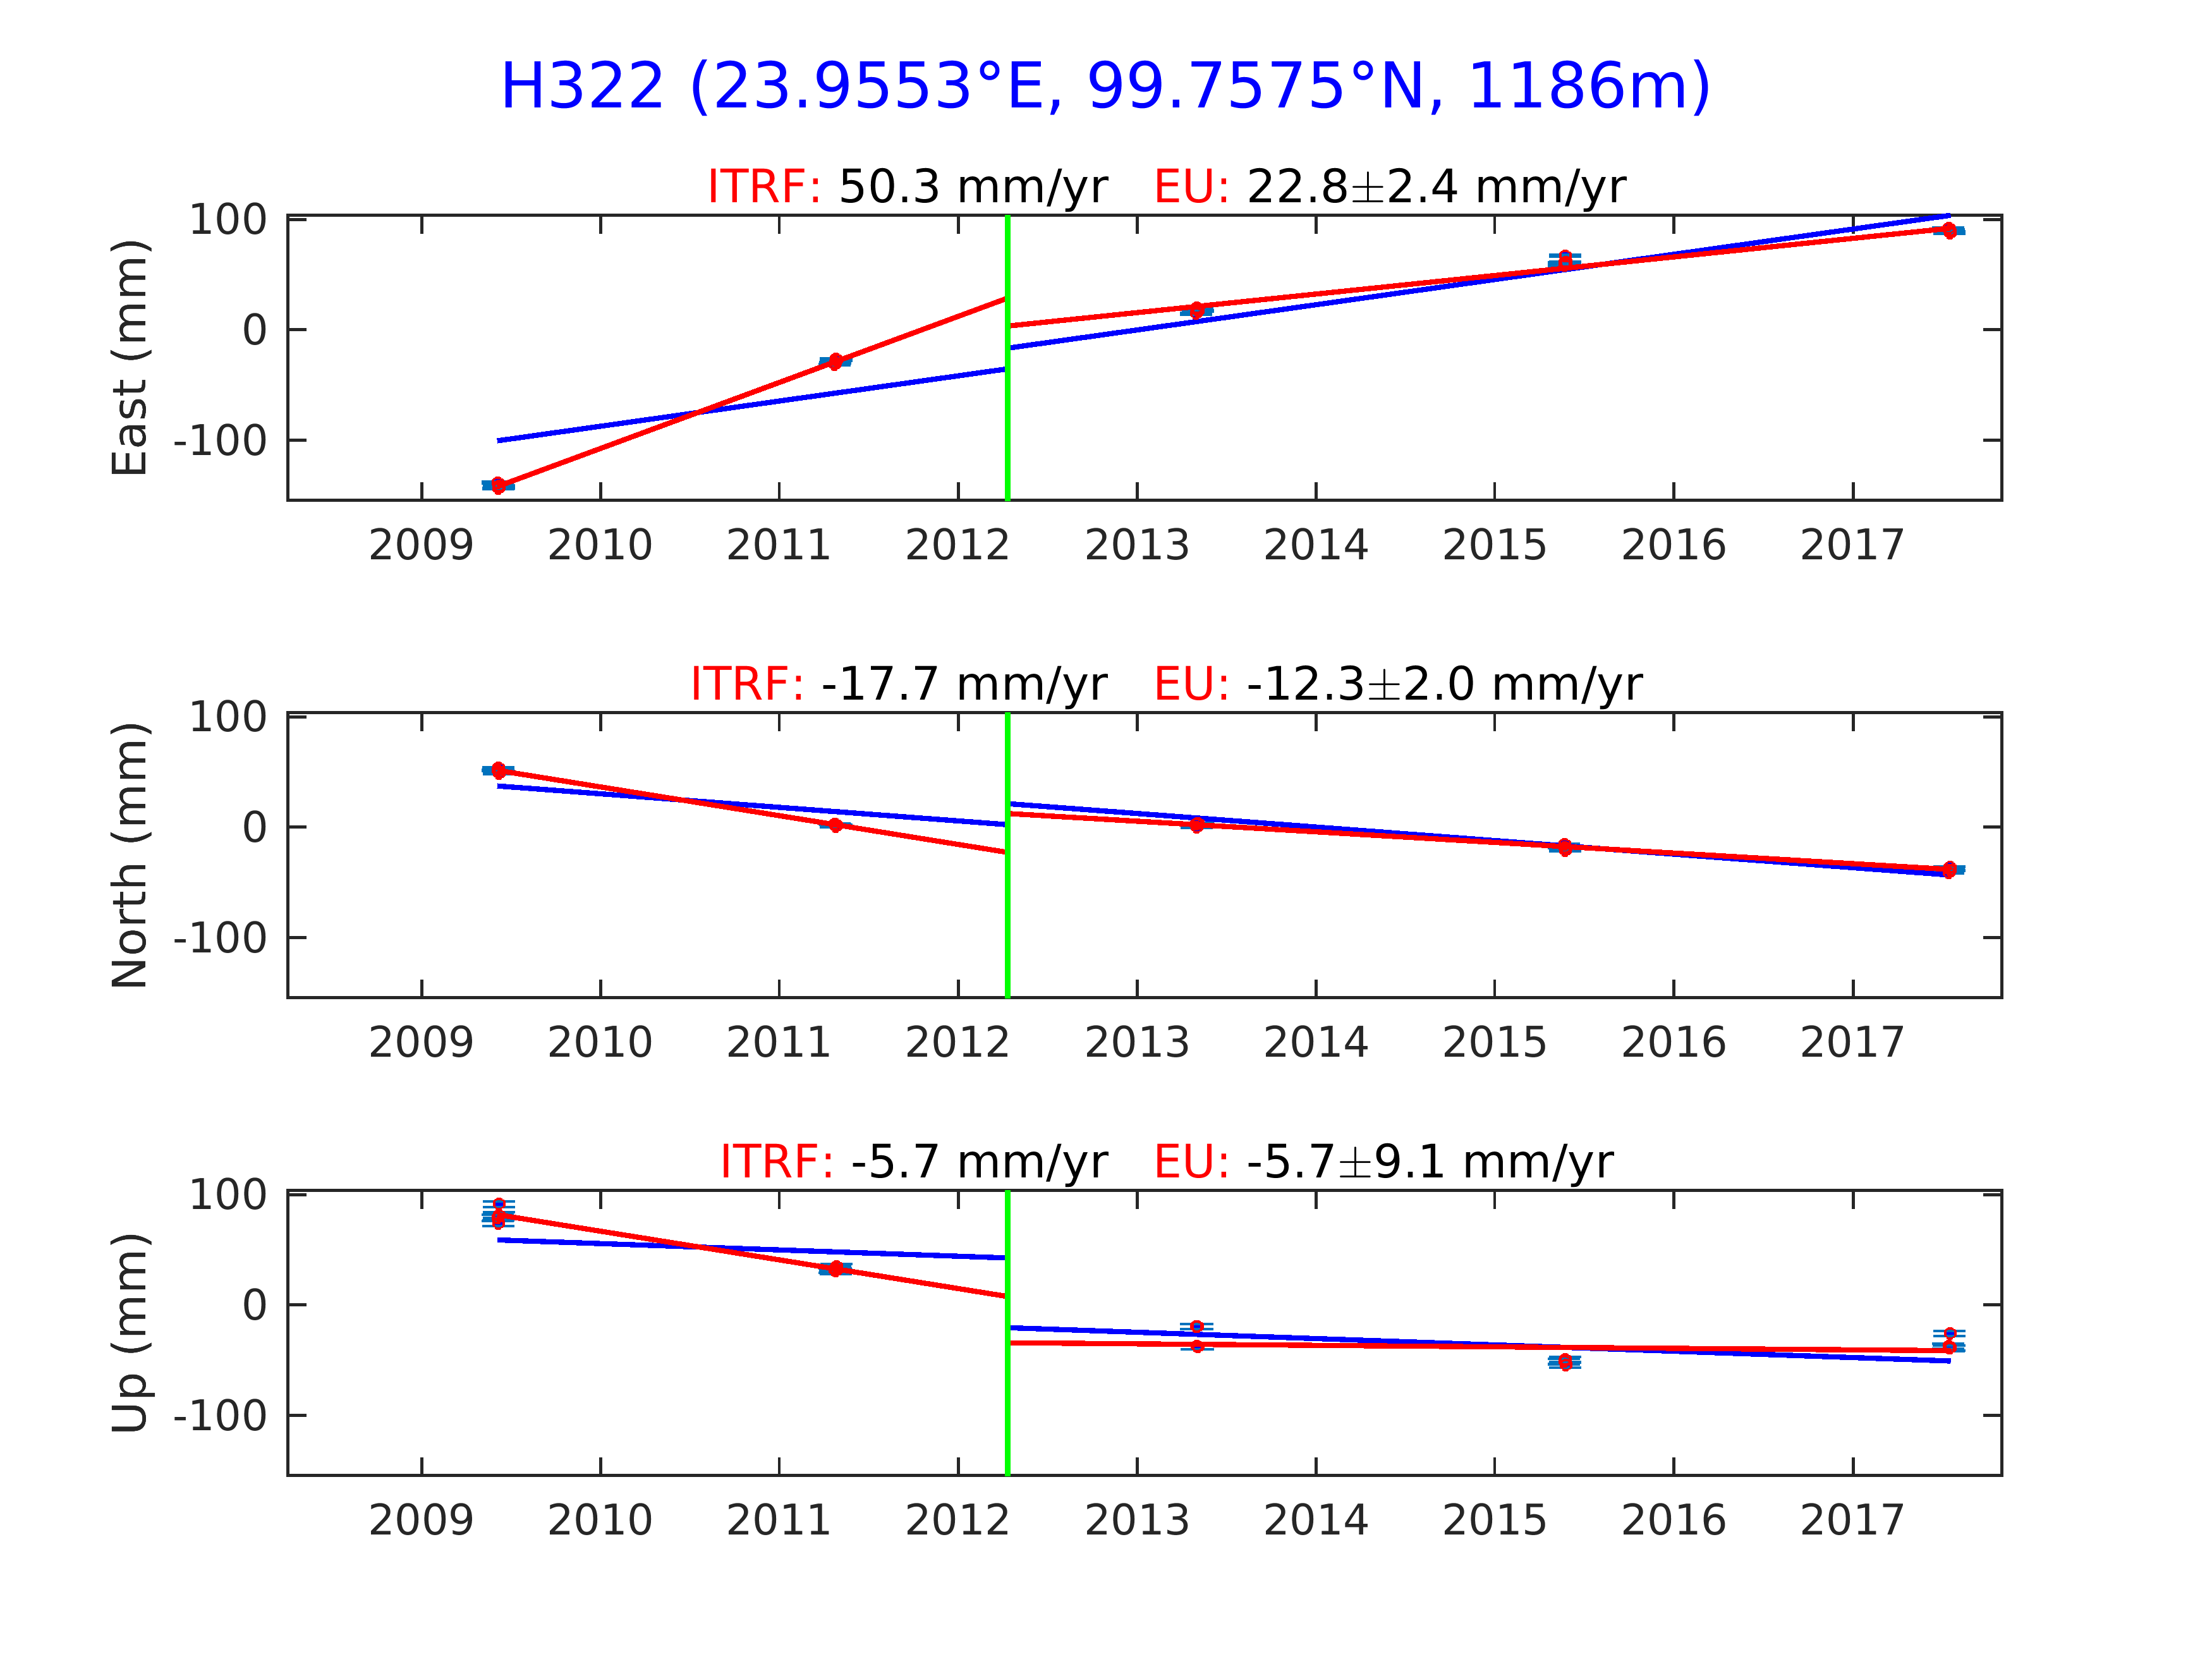 H322 (23.9553°E, 99.7575°N, 1186m)
ITRF: 50.3 mm/yr EU: 22.8±2.4 mm/yr
East (mm)
100
0
-100
2009 2010 2011 2012 2013 2014 2015 2016 2017
ITRF: -17.7 mm/yr EU: -12.3±2.0 mm/yr
North (mm)
100
0
-100
2009 2010 2011 2012 2013 2014 2015 2016 2017
ITRF: -5.7 mm/yr EU: -5.7±9.1 mm/yr
Up (mm)
100
0
-100
2009 2010 2011 2012 2013 2014 2015 2016 2017